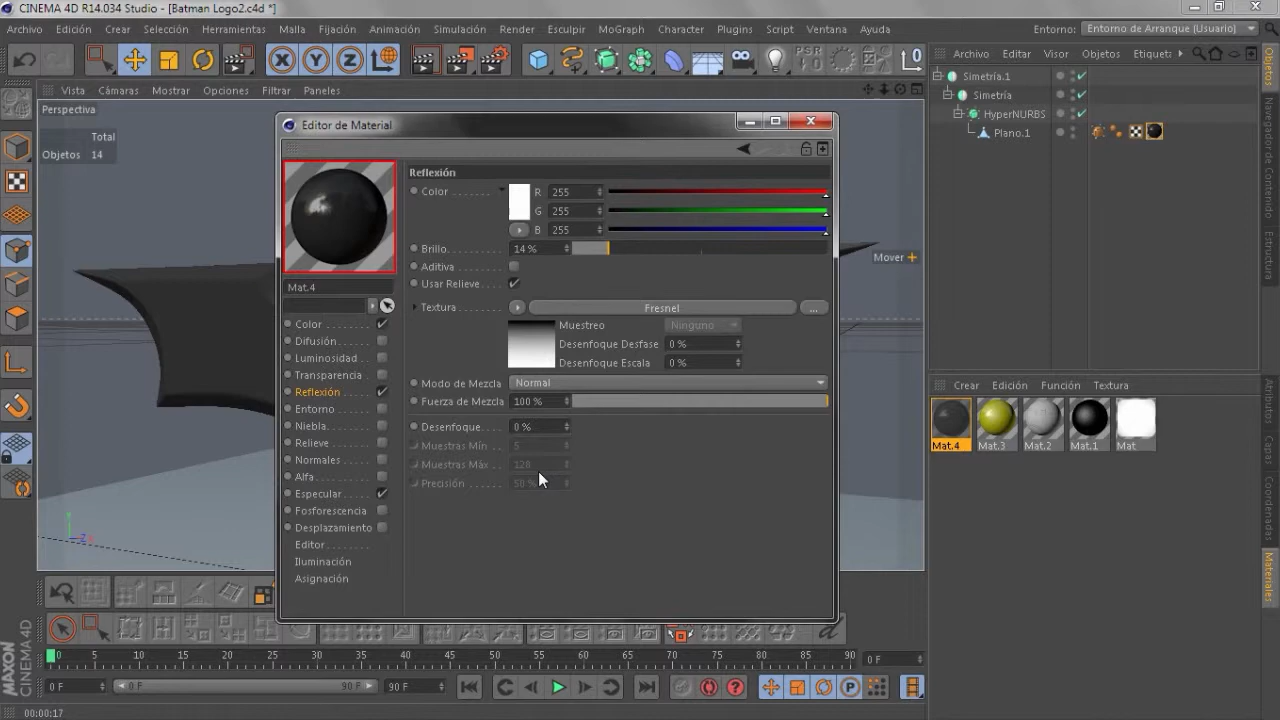 CINEMA 4D R14.034 Studio - [Batman Logo2.c4d *]
Archivo Edición Crear Selección Herramientas Malla Fijación Animación Simulación Render Esculpir MoGraph Character Plugins Script Ventana Ayuda Entorno: Entorno de Arranque (Usuario)
X Y Z PSR 0
Archivo Editar Visor Objetos Etiquet
Vista Cámaras Mostrar Opciones Filtrar Paneles
Perspectiva
Total
Objetos 14
Simetría.1
Simetría
HyperNURBS
Plano.1
Objetos
Navegador de Contenido
Estructura
Mover
Editor de Material
Reflexión
Color R 255
G 255
B 255
Brillo 14 %
Aditiva
Usar Relieve
Textura Fresnel ...
Muestreo Ninguno
Desenfoque Desfase 0 %
Desenfoque Escala 0 %
Modo de Mezcla Normal
Fuerza de Mezcla 100 %
Desenfoque 0 %
Muestras Mín 5
Muestras Máx 128
Precisión 50 %
Mat.4
Color
Difusión
Luminosidad
Transparencia
Reflexión
Entorno
Niebla
Relieve
Normales
Alfa
Especular
Fosforescencia
Desplazamiento
Editor
Iluminación
Asignación
Crear Edición Función Textura
Mat.4 Mat.3 Mat.2 Mat.1 Mat
Atributos
Capas
Coordenadas
Materiales
Y
Z
0 5 10 15 20 25 30 35 40 45 50 55 60 65 70 75 80 85 90 0 F
0 F 0 F 90 F 90 F
P
MAXON
CINEMA 4D
00:00:17